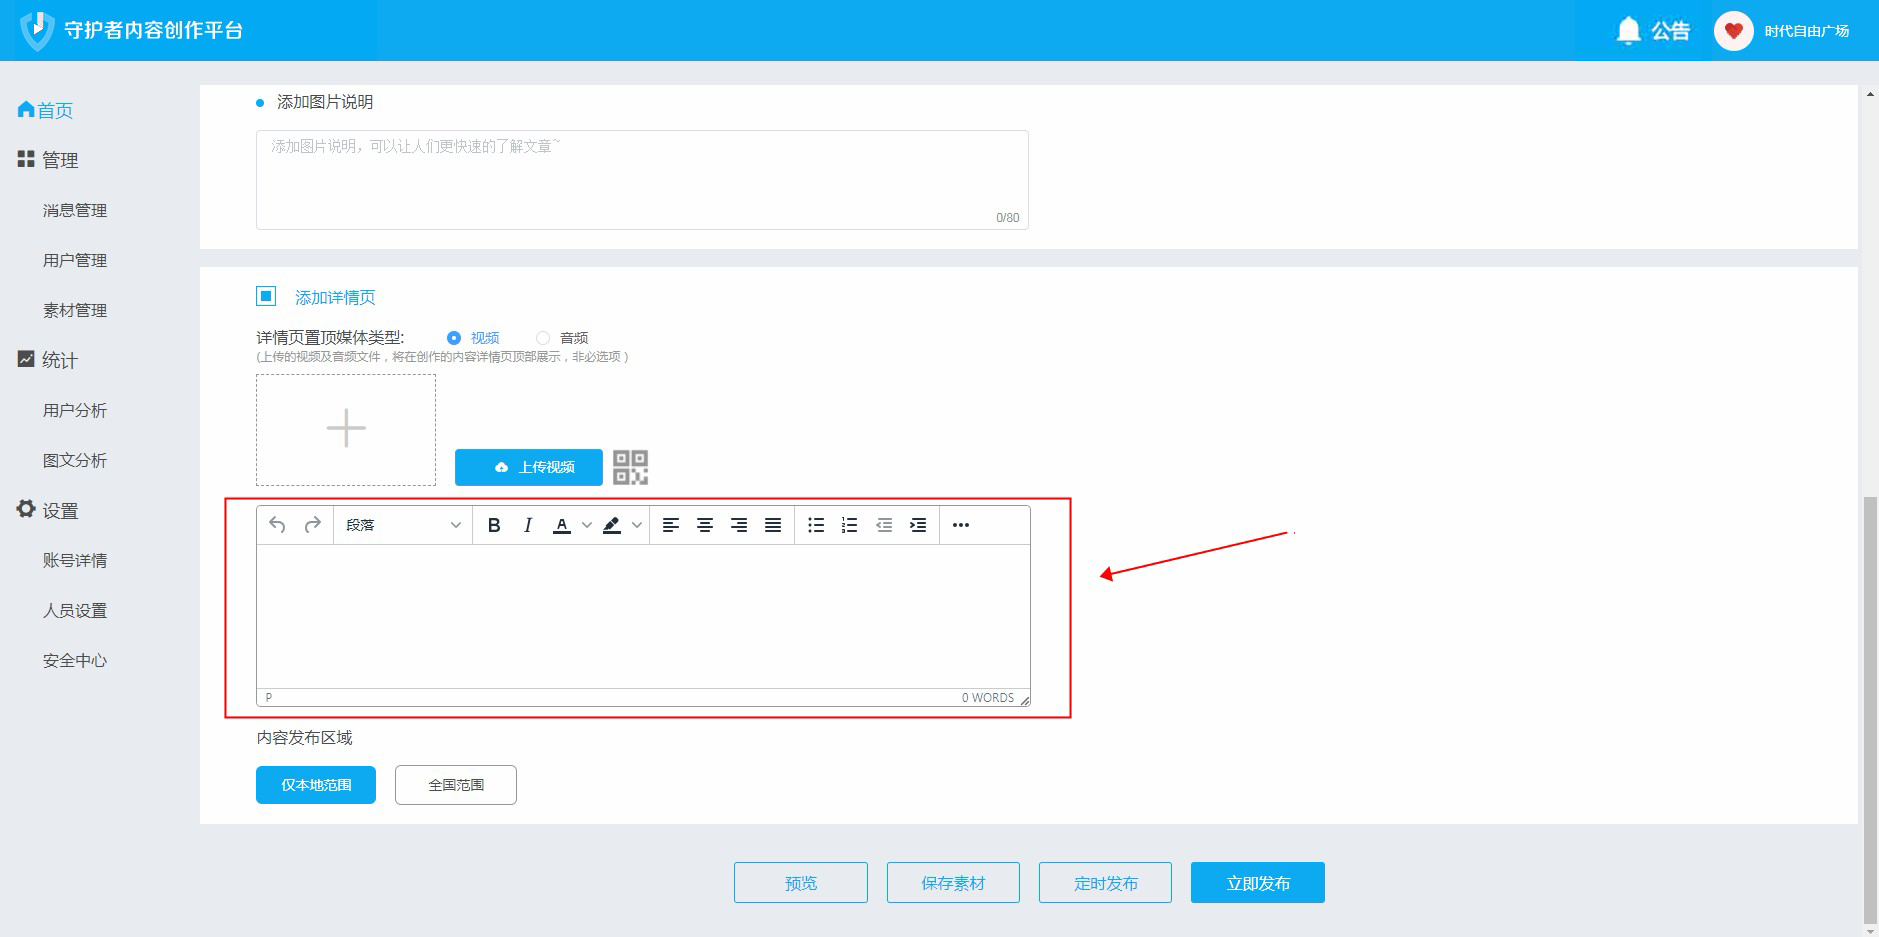 守护者内容创作平台
公告
时代自由广场
首页
管理
消息管理
用户管理
素材管理
统计
用户分析
图文分析
设置
账号详情
人员设置
安全中心
添加图片说明
添加图片说明，可以让人们更快速的了解文章~
0/80
添加详情页
详情页置顶媒体类型: 视频 音频
(上传的视频及音频文件，将在创作的内容详情页顶部展示，非必选项 )
上传视频
段落 B I A
P 0 WORDS
内容发布区域
仅本地范围 全国范围
预览 保存素材 定时发布 立即发布